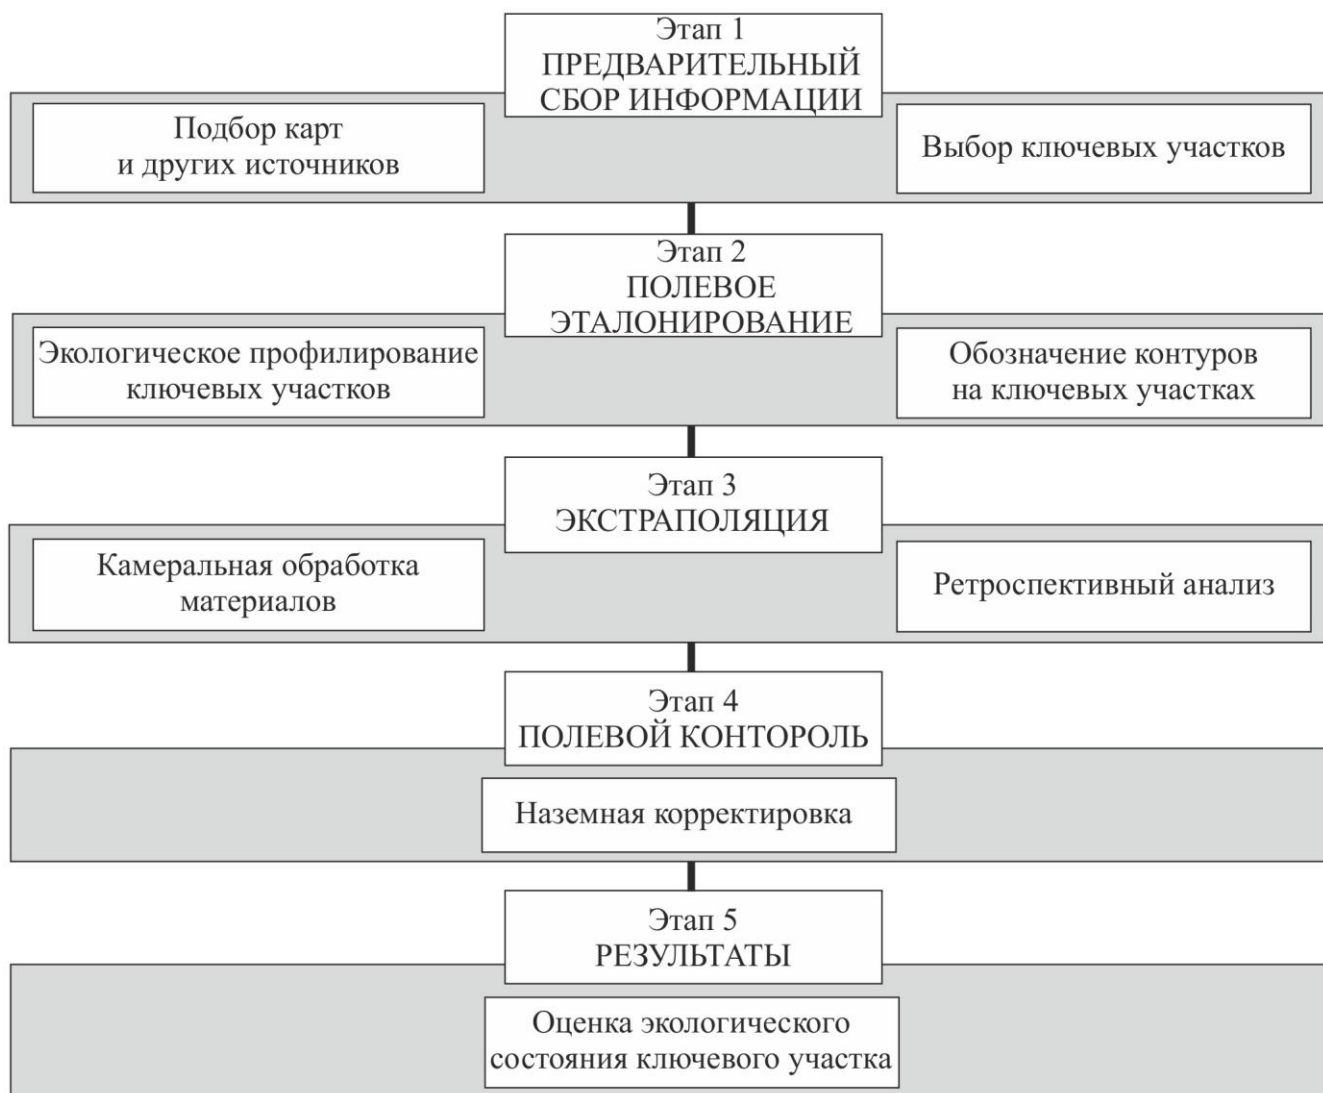 Этап 1
ПРЕДВАРИТЕЛЬНЫЙ
СБОР ИНФОРМАЦИИ
Подбор карт
и других источников
Выбор ключевых участков
Этап 2
ПОЛЕВОЕ
ЭТАЛОНИРОВАНИЕ
Экологическое профилирование
ключевых участков
Обозначение контуров
на ключевых участках
Этап 3
ЭКСТРАПОЛЯЦИЯ
Камеральная обработка
материалов
Ретроспективный анализ
Этап 4
ПОЛЕВОЙ КОНТОРОЛЬ
Наземная корректировка
Этап 5
РЕЗУЛЬТАТЫ
Оценка экологического
состояния ключевого участка